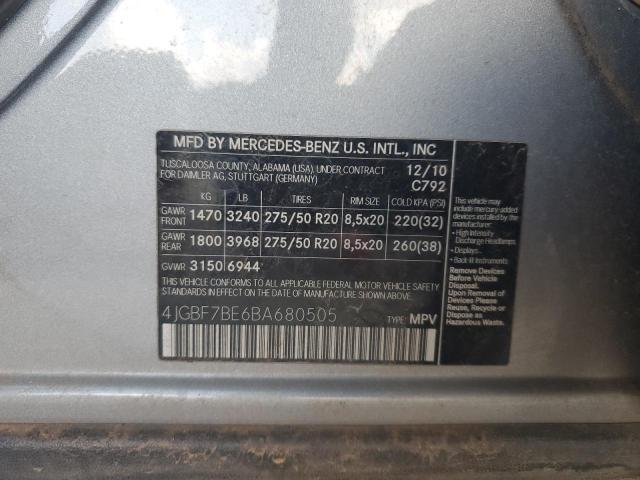 MFD BY MERCEDES-BENZ U.S. INTL., INC
TUSCALOOSA COUNTY, ALABAMA (USA), UNDER CONTRACT 12/10
FOR DAIMLER AG, STUTTGART (GERMANY) C792
KG LB TIRES RIM SIZE COLD KPA (PSI)
GAWR FRONT 1470 3240 275/50 R20 8,5x20 220(32)
GAWR REAR 1800 3968 275/50 R20 8,5x20 260(38)
GVWR 3150 6944
THIS VEHICLE CONFORMS TO ALL APPLICABLE FEDERAL MOTOR VEHICLE SAFETY
STANDARDS IN EFFECT ON THE DATE OF MANUFACTURE SHOWN ABOVE.
4JGBF7BE6BA680505 TYPE: MPV
This vehicle may
include mercury-added
devices installed by the
manufacturer:
• High Intensity
Discharge Headlamps
• Displays
• Back lit Instruments
Remove Devices
Before Vehicle
Disposal.
Upon Removal of
Devices Please
Reuse, Recycle or
Dispose as
Hazardous Waste.